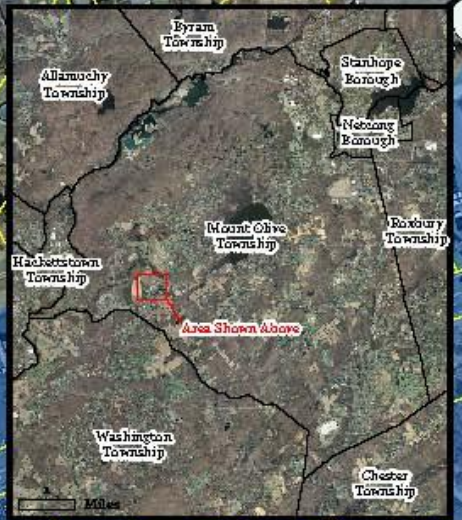 Byram
Township
Stanhope
Borough
Allamuchy
Township
Netcong
Borough
Mount Olive
Township
Roxbury
Township
Hackettstown
Township
Area Shown Above
Washington
Township
Chester
Township
Miles